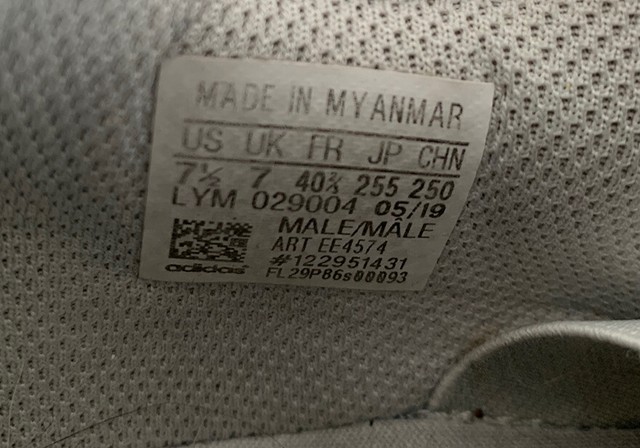 MADE IN MYANMAR
US UK FR JP CHN
7½ 7 40⅔ 255 250
LYM 029004 05/19
MALE/MÂLE
ART EE4574
#122951431
FL29P86s00093
adidas